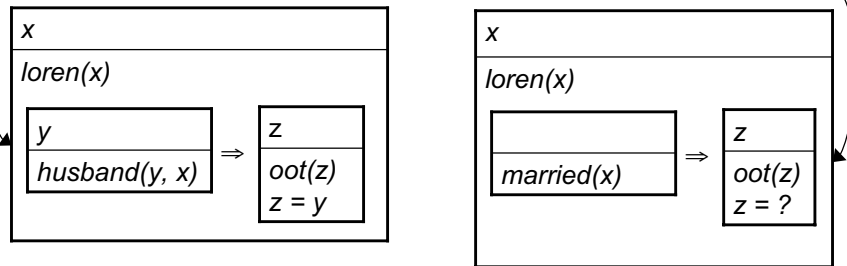 x
loren(x)
y
husband(y, x)
⇒
z
oot(z)
z = y
x
loren(x)
married(x)
⇒
z
oot(z)
z = ?